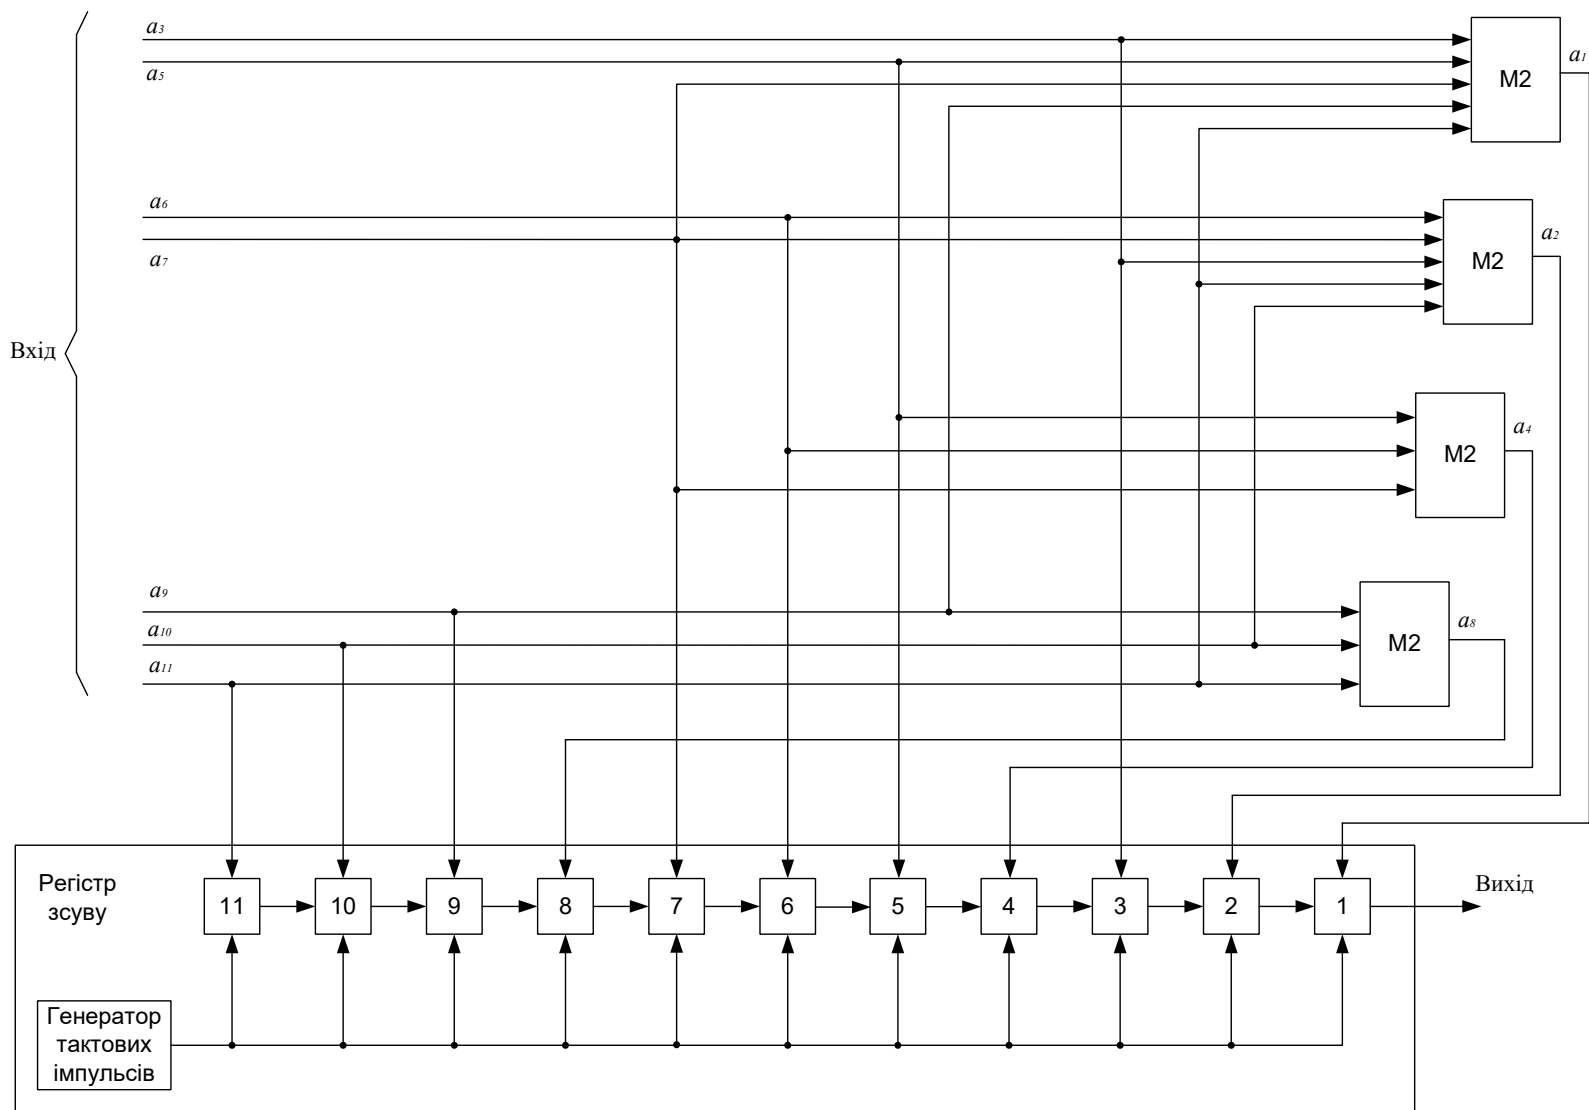 a3
a5
M2
a1
a6
a7
M2
a2
Вхід
M2
a4
a9
a10
a11
M2
a8
Регістр
зсуву
11
10
9
8
7
6
5
4
3
2
1
Вихід
Генератор
тактових
імпульсів